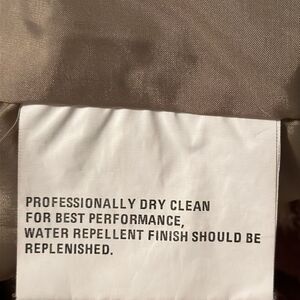 PROFESSIONALLY DRY CLEAN
FOR BEST PERFORMANCE,
WATER REPELLENT FINISH SHOULD BE
REPLENISHED.